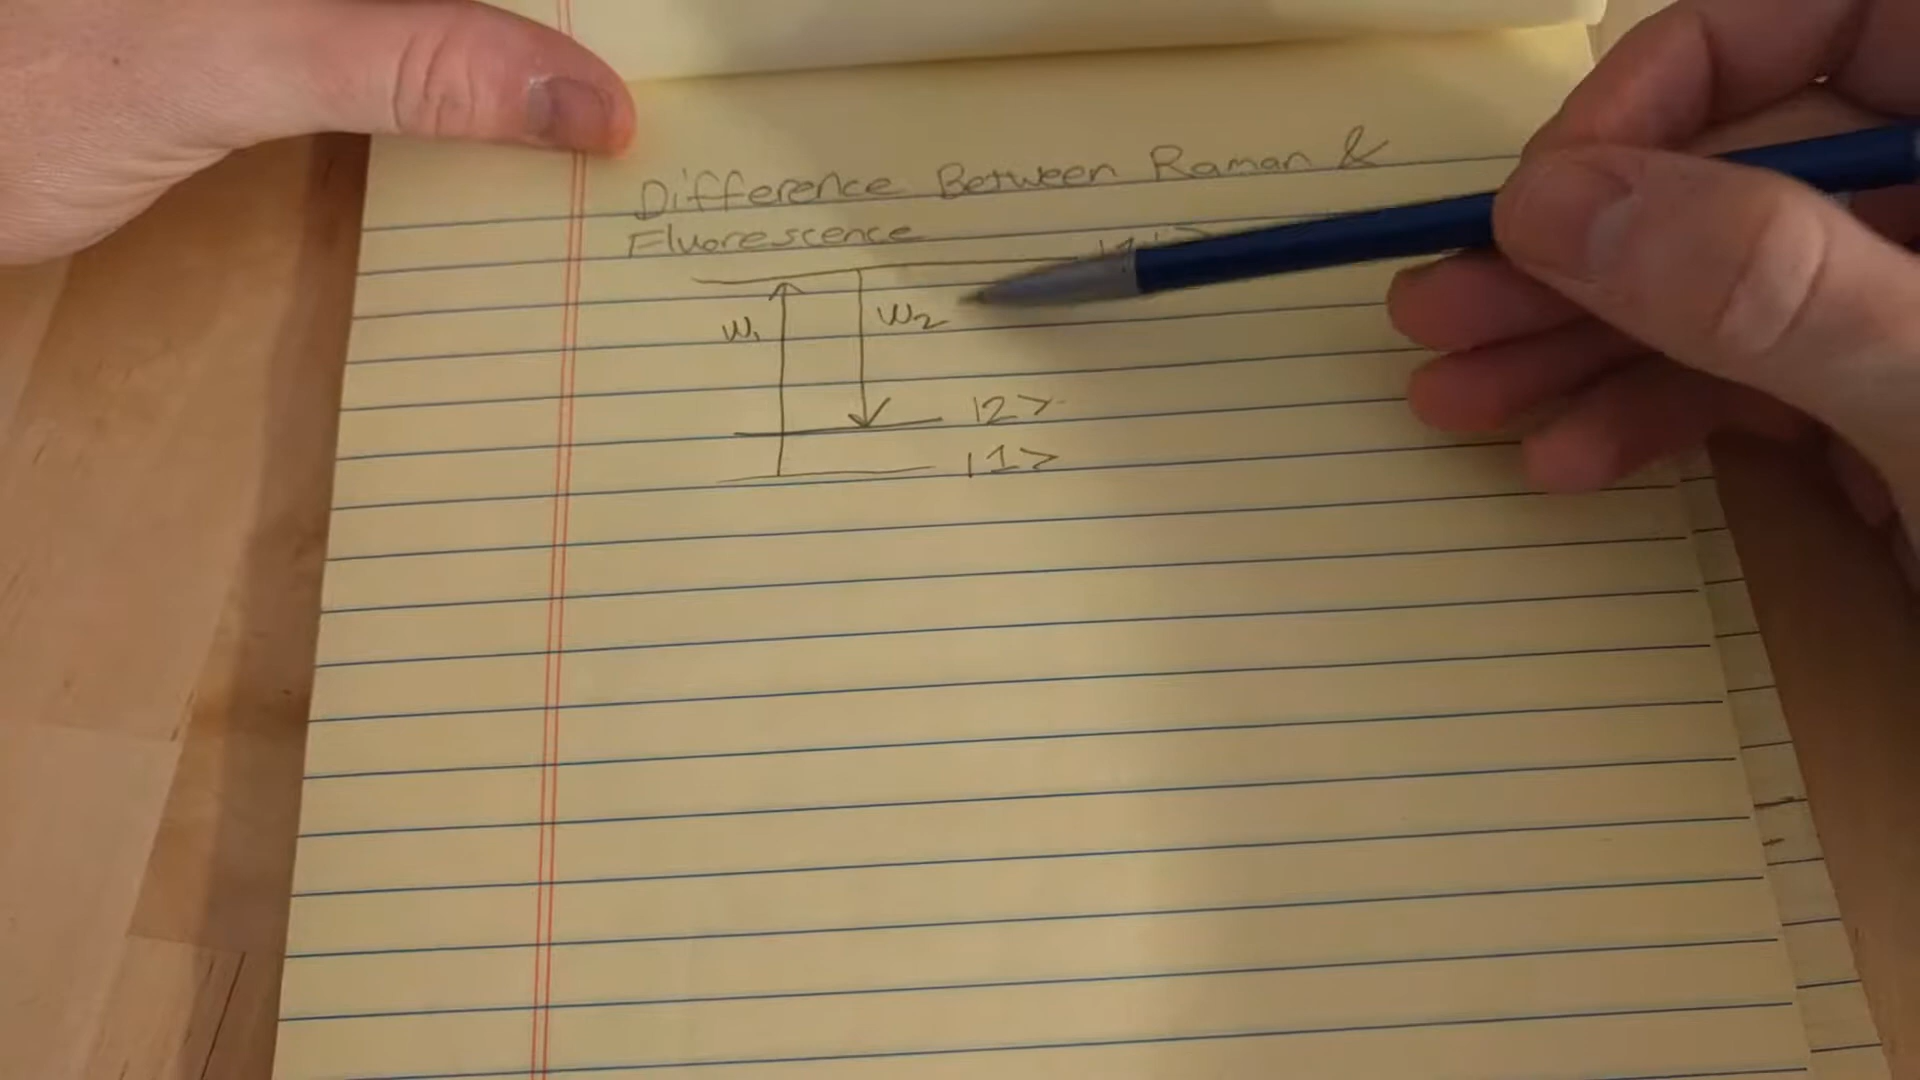 Difference Between Raman &
Fluorescence
W₁
W₂
|2>
|1>